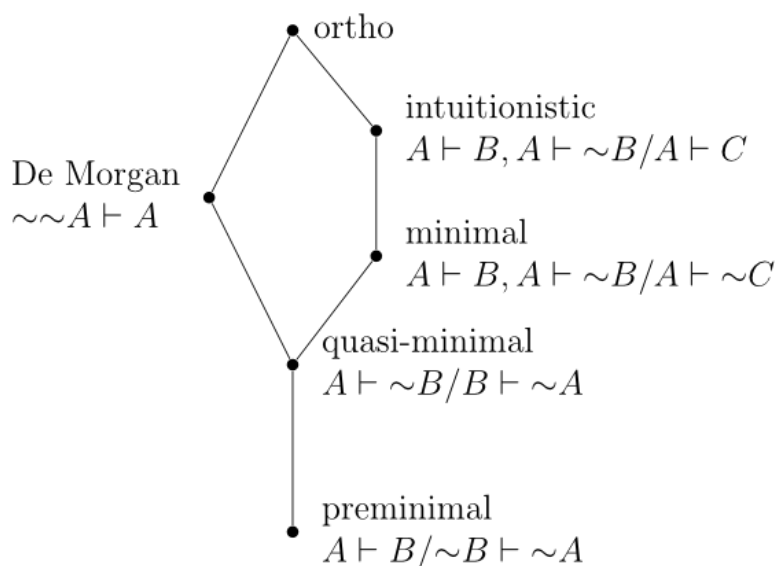 ortho
intuitionistic
A ⊢ B, A ⊢ ∼B/A ⊢ C
De Morgan
∼∼A ⊢ A
minimal
A ⊢ B, A ⊢ ∼B/A ⊢ ∼C
quasi-minimal
A ⊢ ∼B/B ⊢ ∼A
preminimal
A ⊢ B/∼B ⊢ ∼A